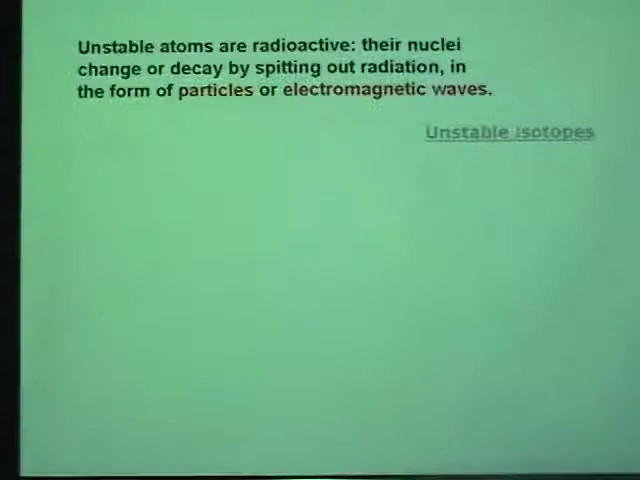 Unstable atoms are radioactive: their nuclei
change or decay by spitting out radiation, in
the form of particles or electromagnetic waves.
Unstable isotopes